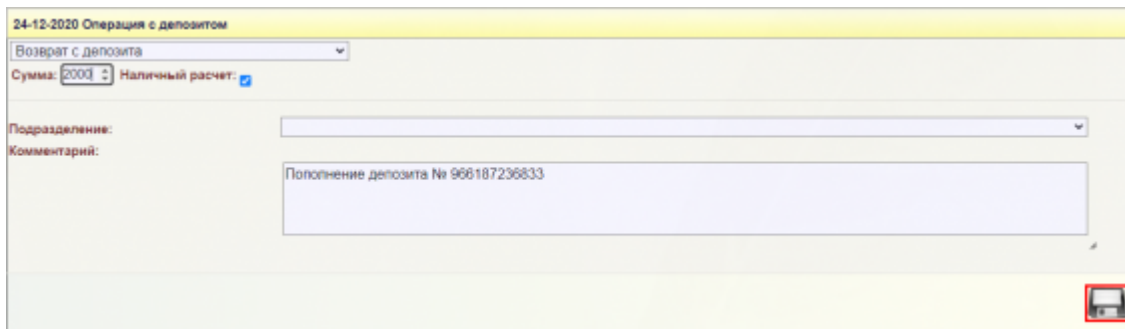 24-12-2020 Операция с депозитом
Возврат с депозита
Сумма: 2000 Наличный расчет:
Подразделение:
Комментарий:
Пополнение депозита № 966187236833